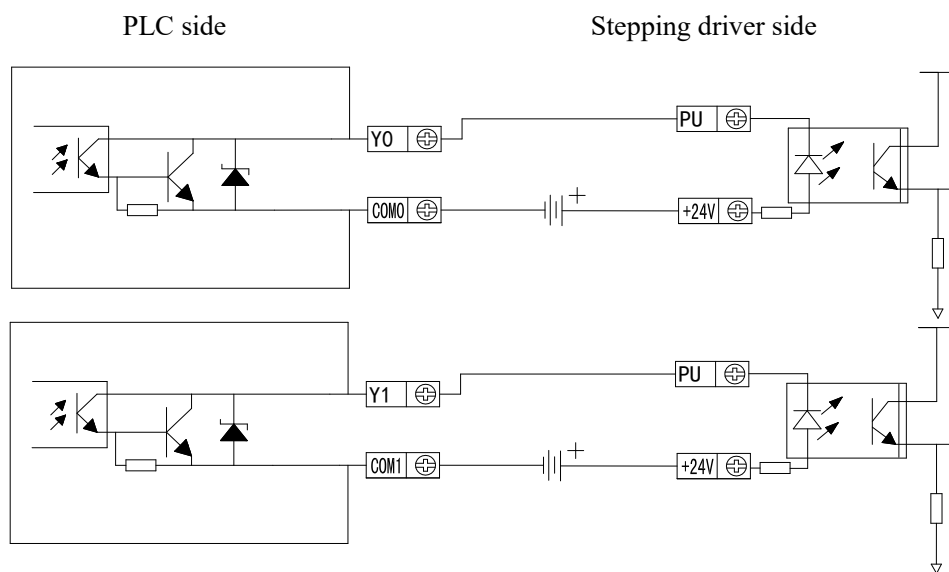 PLC side
Stepping driver side
Y0
PU
COM0
+
+24V
Y1
PU
COM1
+
+24V